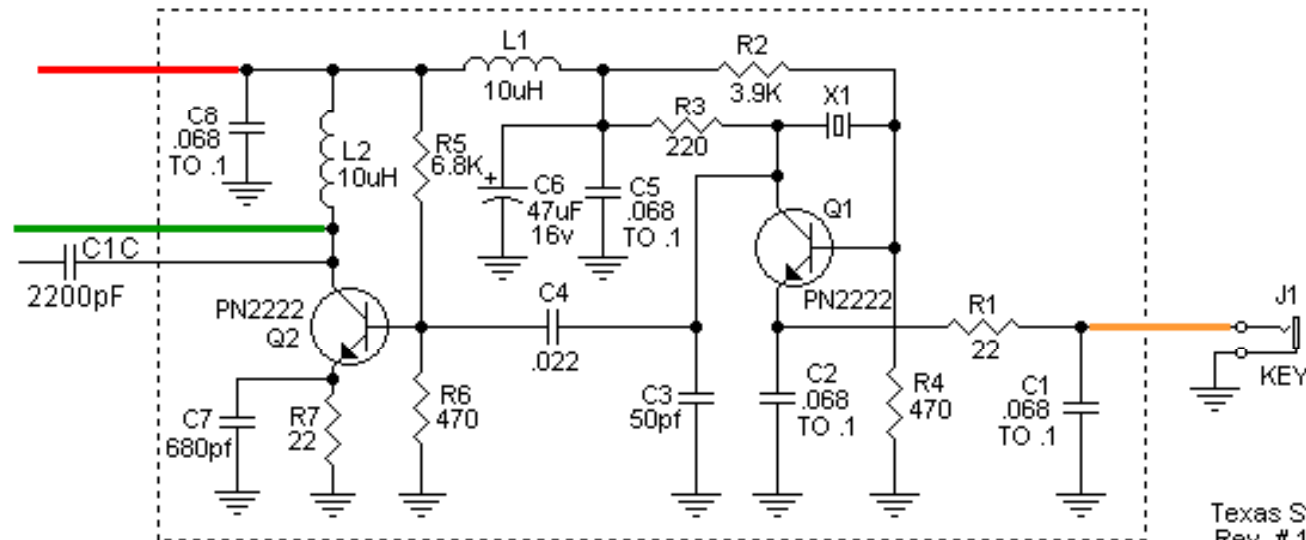 L1
10uH
R2
3.9K
X1
C8
.068
TO .1
R3
220
L2
10uH
R5
6.8K
+
C6
47uF
16v
C5
.068
TO .1
Q1
PN2222
C1C
2200pF
PN2222
Q2
C4
.022
R1
22
J1
KEY
C7
680pf
R7
22
R6
470
C3
50pf
C2
.068
TO .1
R4
470
C1
.068
TO .1
Texas S
Rev. #1